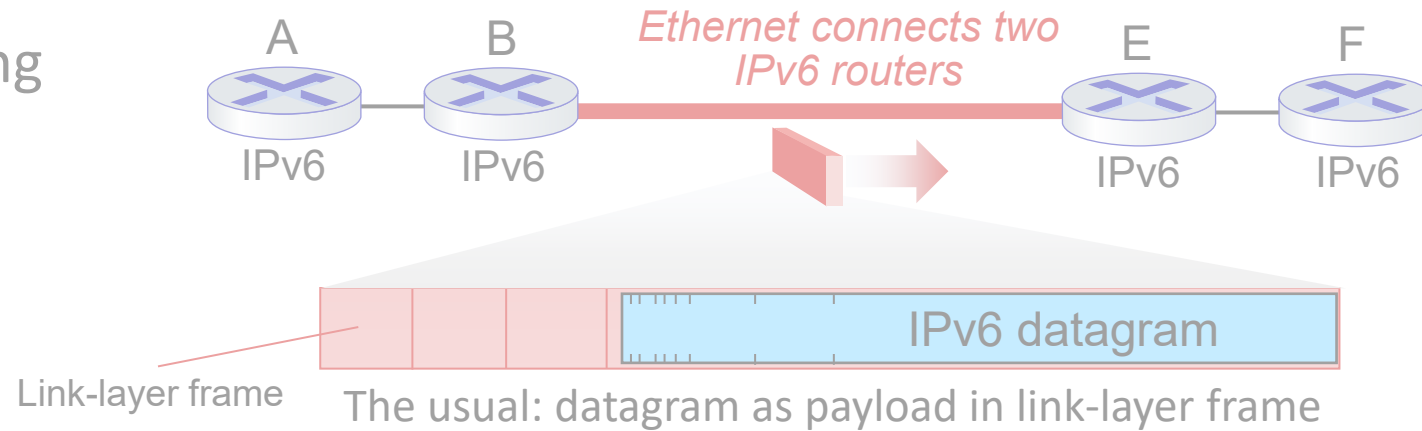 ng
A
B
Ethernet connects two
IPv6 routers
E
F
IPv6
IPv6
IPv6
IPv6
IPv6 datagram
Link-layer frame
The usual: datagram as payload in link-layer frame